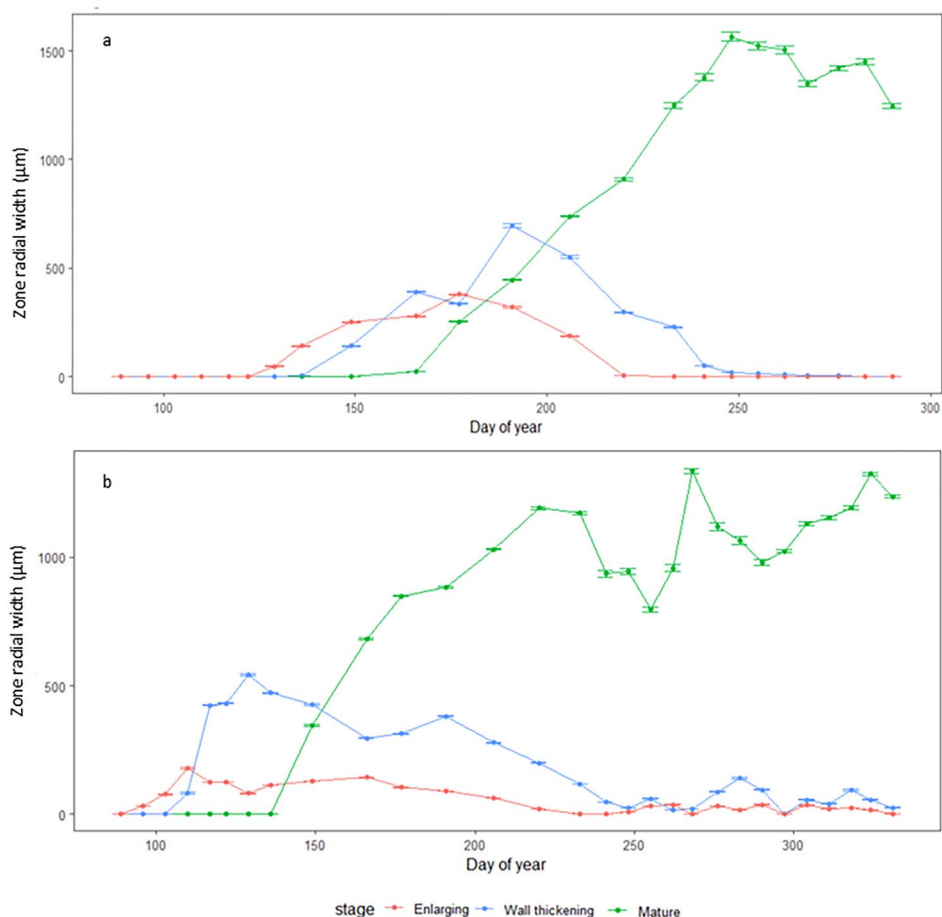 a
1500
1000
500
0
Zone radial width (μm)
100 150 200 250 300
Day of year
b
1000
500
0
Zone radial width (μm)
100 150 200 250 300
Day of year
stage Enlarging Wall thickening Mature